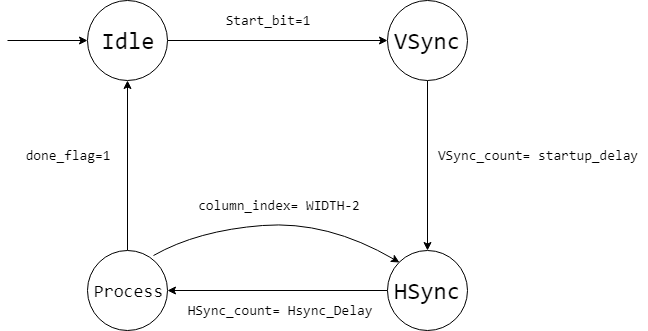 Start_bit=1
Idle
VSync
done_flag=1
VSync_count= startup_delay
column_index= WIDTH-2
Process
HSync
HSync_count= Hsync_Delay